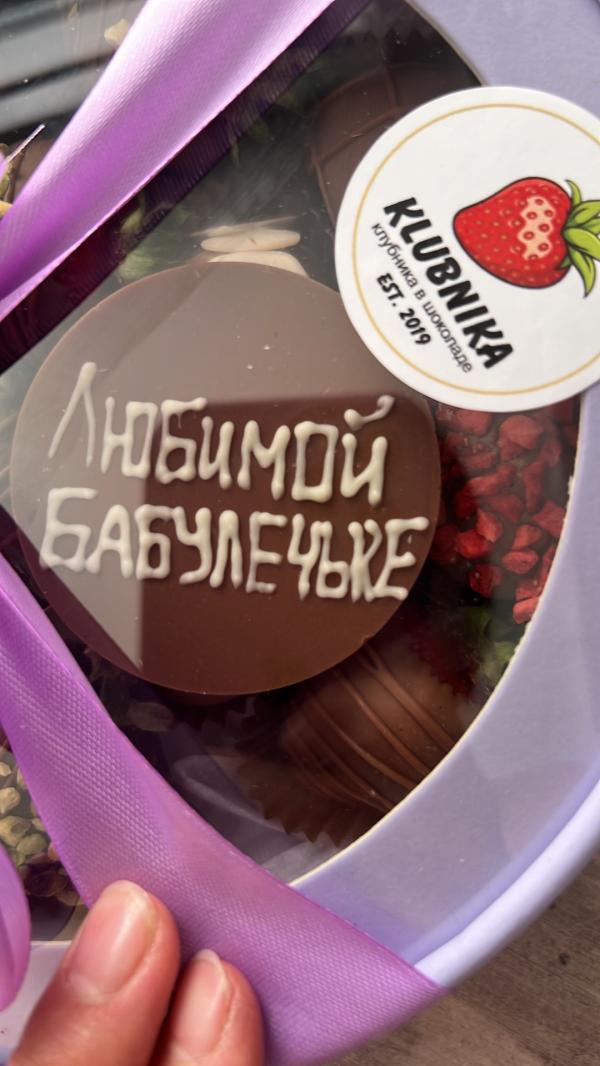 KLUBNIKA
клубника в шоколаде
EST. 2019
ЛЮБИМОЙ
БАБУЛЕЧЬКЕ